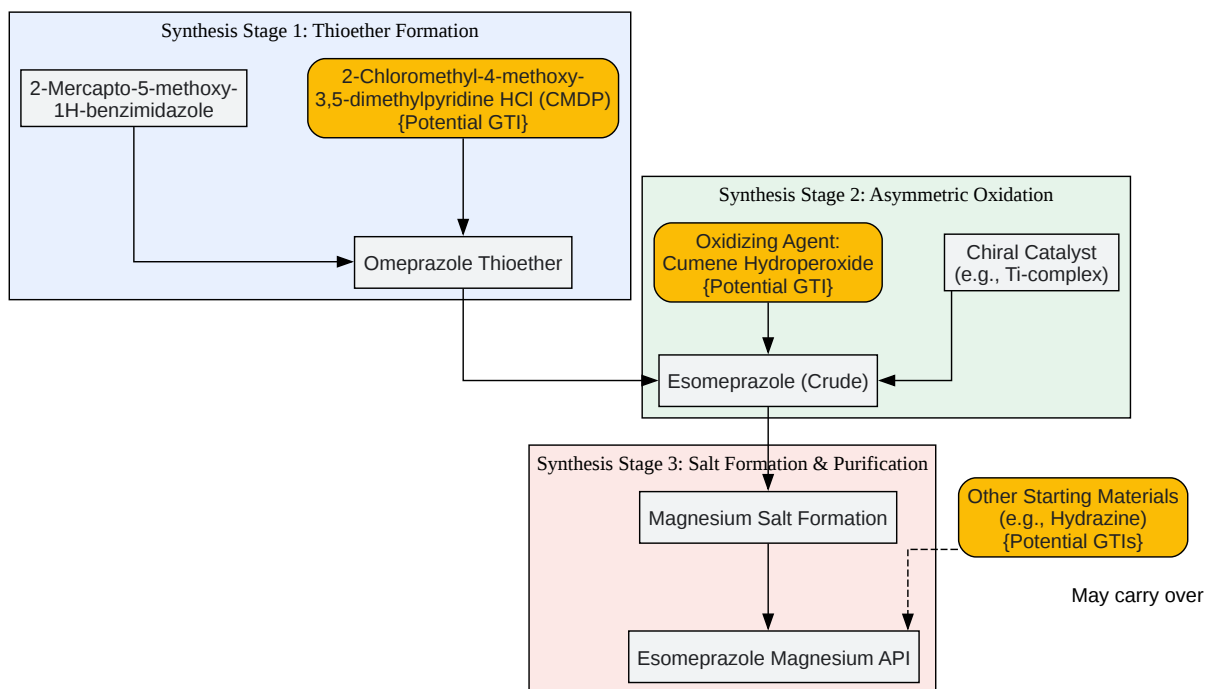 Synthesis Stage 1: Thioether Formation
2-Mercapto-5-methoxy-
1H-benzimidazole
2-Chloromethyl-4-methoxy-
3,5-dimethylpyridine HCl (CMDP)
{Potential GTI}
Omeprazole Thioether
Synthesis Stage 2: Asymmetric Oxidation
Oxidizing Agent:
Cumene Hydroperoxide
{Potential GTI}
Chiral Catalyst
(e.g., Ti-complex)
Esomeprazole (Crude)
Synthesis Stage 3: Salt Formation & Purification
Magnesium Salt Formation
Other Starting Materials
(e.g., Hydrazine)
{Potential GTIs}
May carry over
Esomeprazole Magnesium API